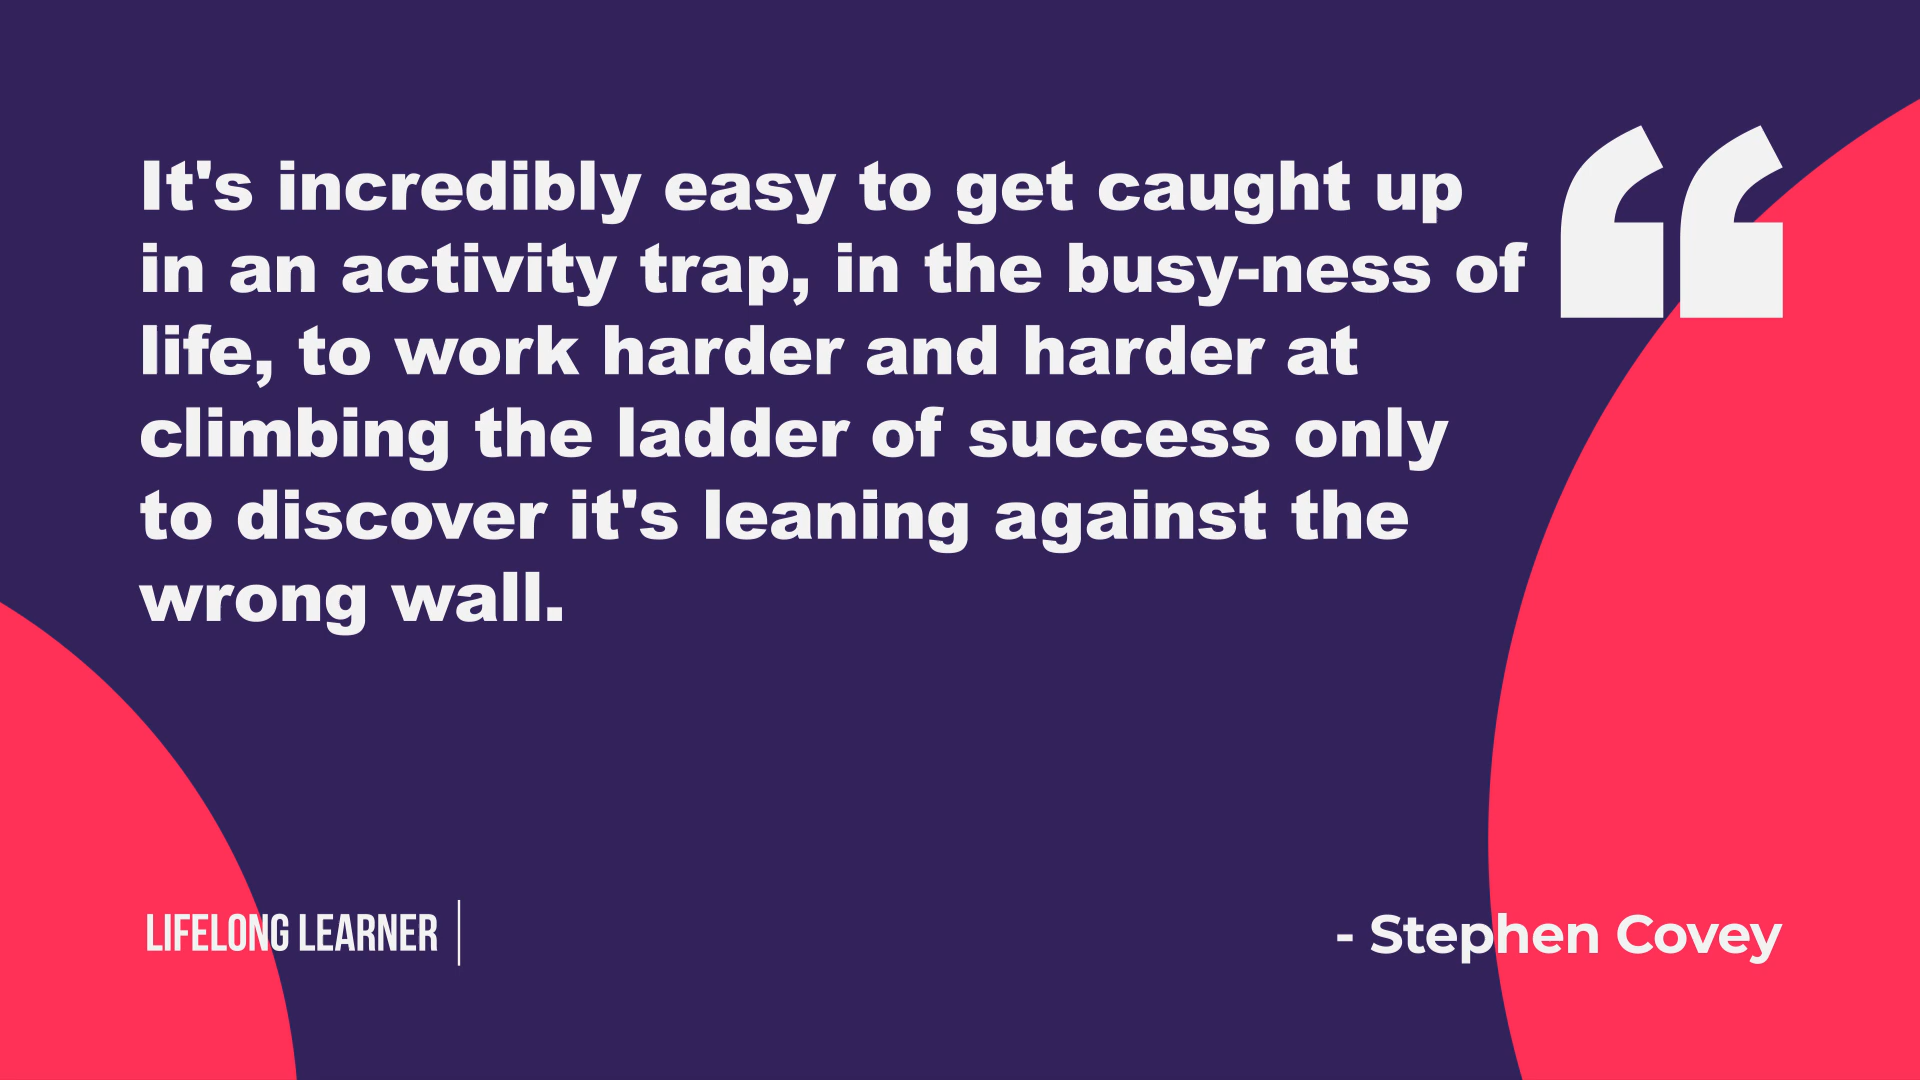 It's incredibly easy to get caught up
in an activity trap, in the busy-ness of
life, to work harder and harder at
climbing the ladder of success only
to discover it's leaning against the
wrong wall.
LIFELONG LEARNER
- Stephen Covey